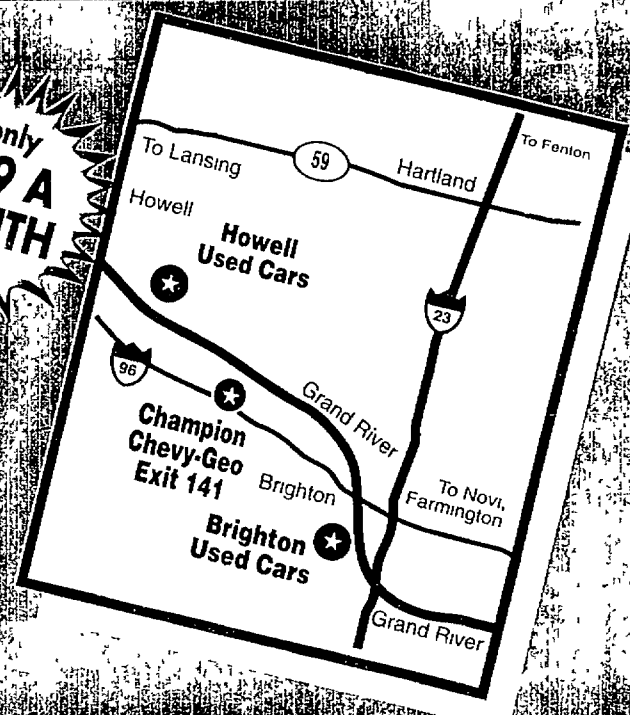 only
9 A
NTH
To Fenton
To Lansing
59
Hartland
Howell
Howell
Used Cars
23
96
Grand River
Champion
Chevy-Geo
Exit 141
Brighton
To Novi,
Farmington
Brighton
Used Cars
Grand River